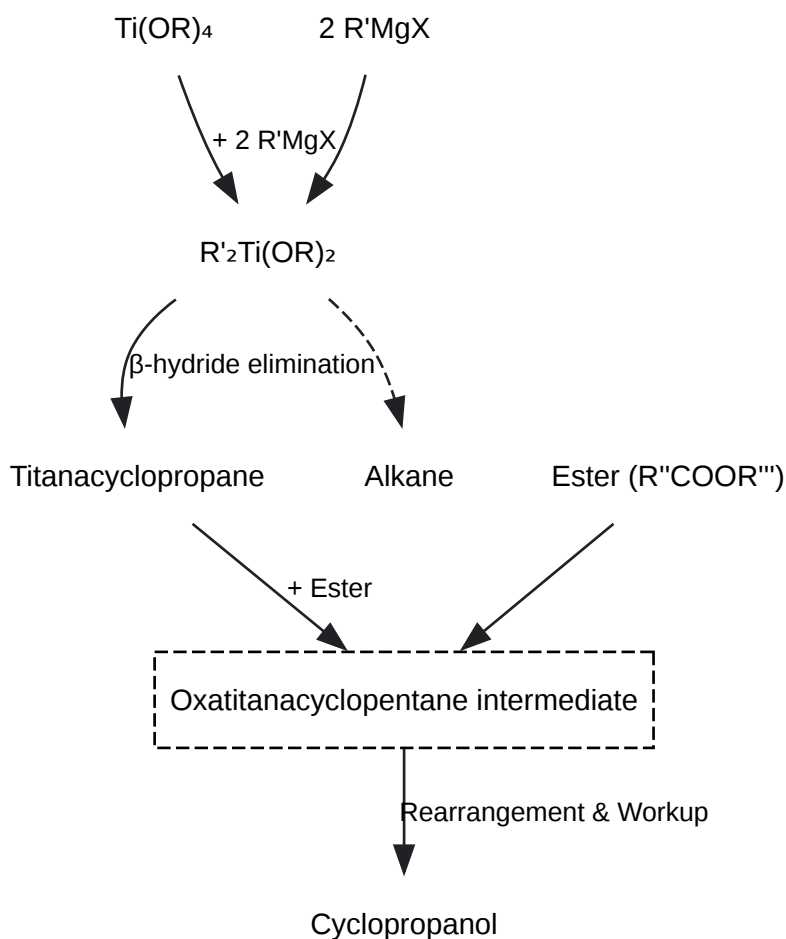 Ti(OR)₄ 2 R'MgX
+ 2 R'MgX
R'₂Ti(OR)₂
β-hydride elimination
Titanacyclopropane Alkane Ester (R''COOR''')
+ Ester
Oxatitanacyclopentane intermediate
Rearrangement & Workup
Cyclopropanol